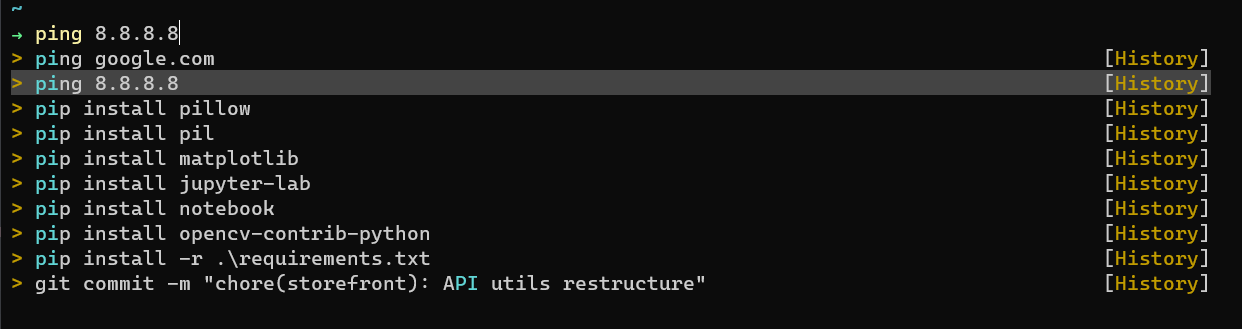 ~
→ ping 8.8.8.8
> ping google.com [History]
> ping 8.8.8.8 [History]
> pip install pillow [History]
> pip install pil [History]
> pip install matplotlib [History]
> pip install jupyter-lab [History]
> pip install notebook [History]
> pip install opencv-contrib-python [History]
> pip install -r .\requirements.txt [History]
> git commit -m "chore(storefront): API utils restructure" [History]